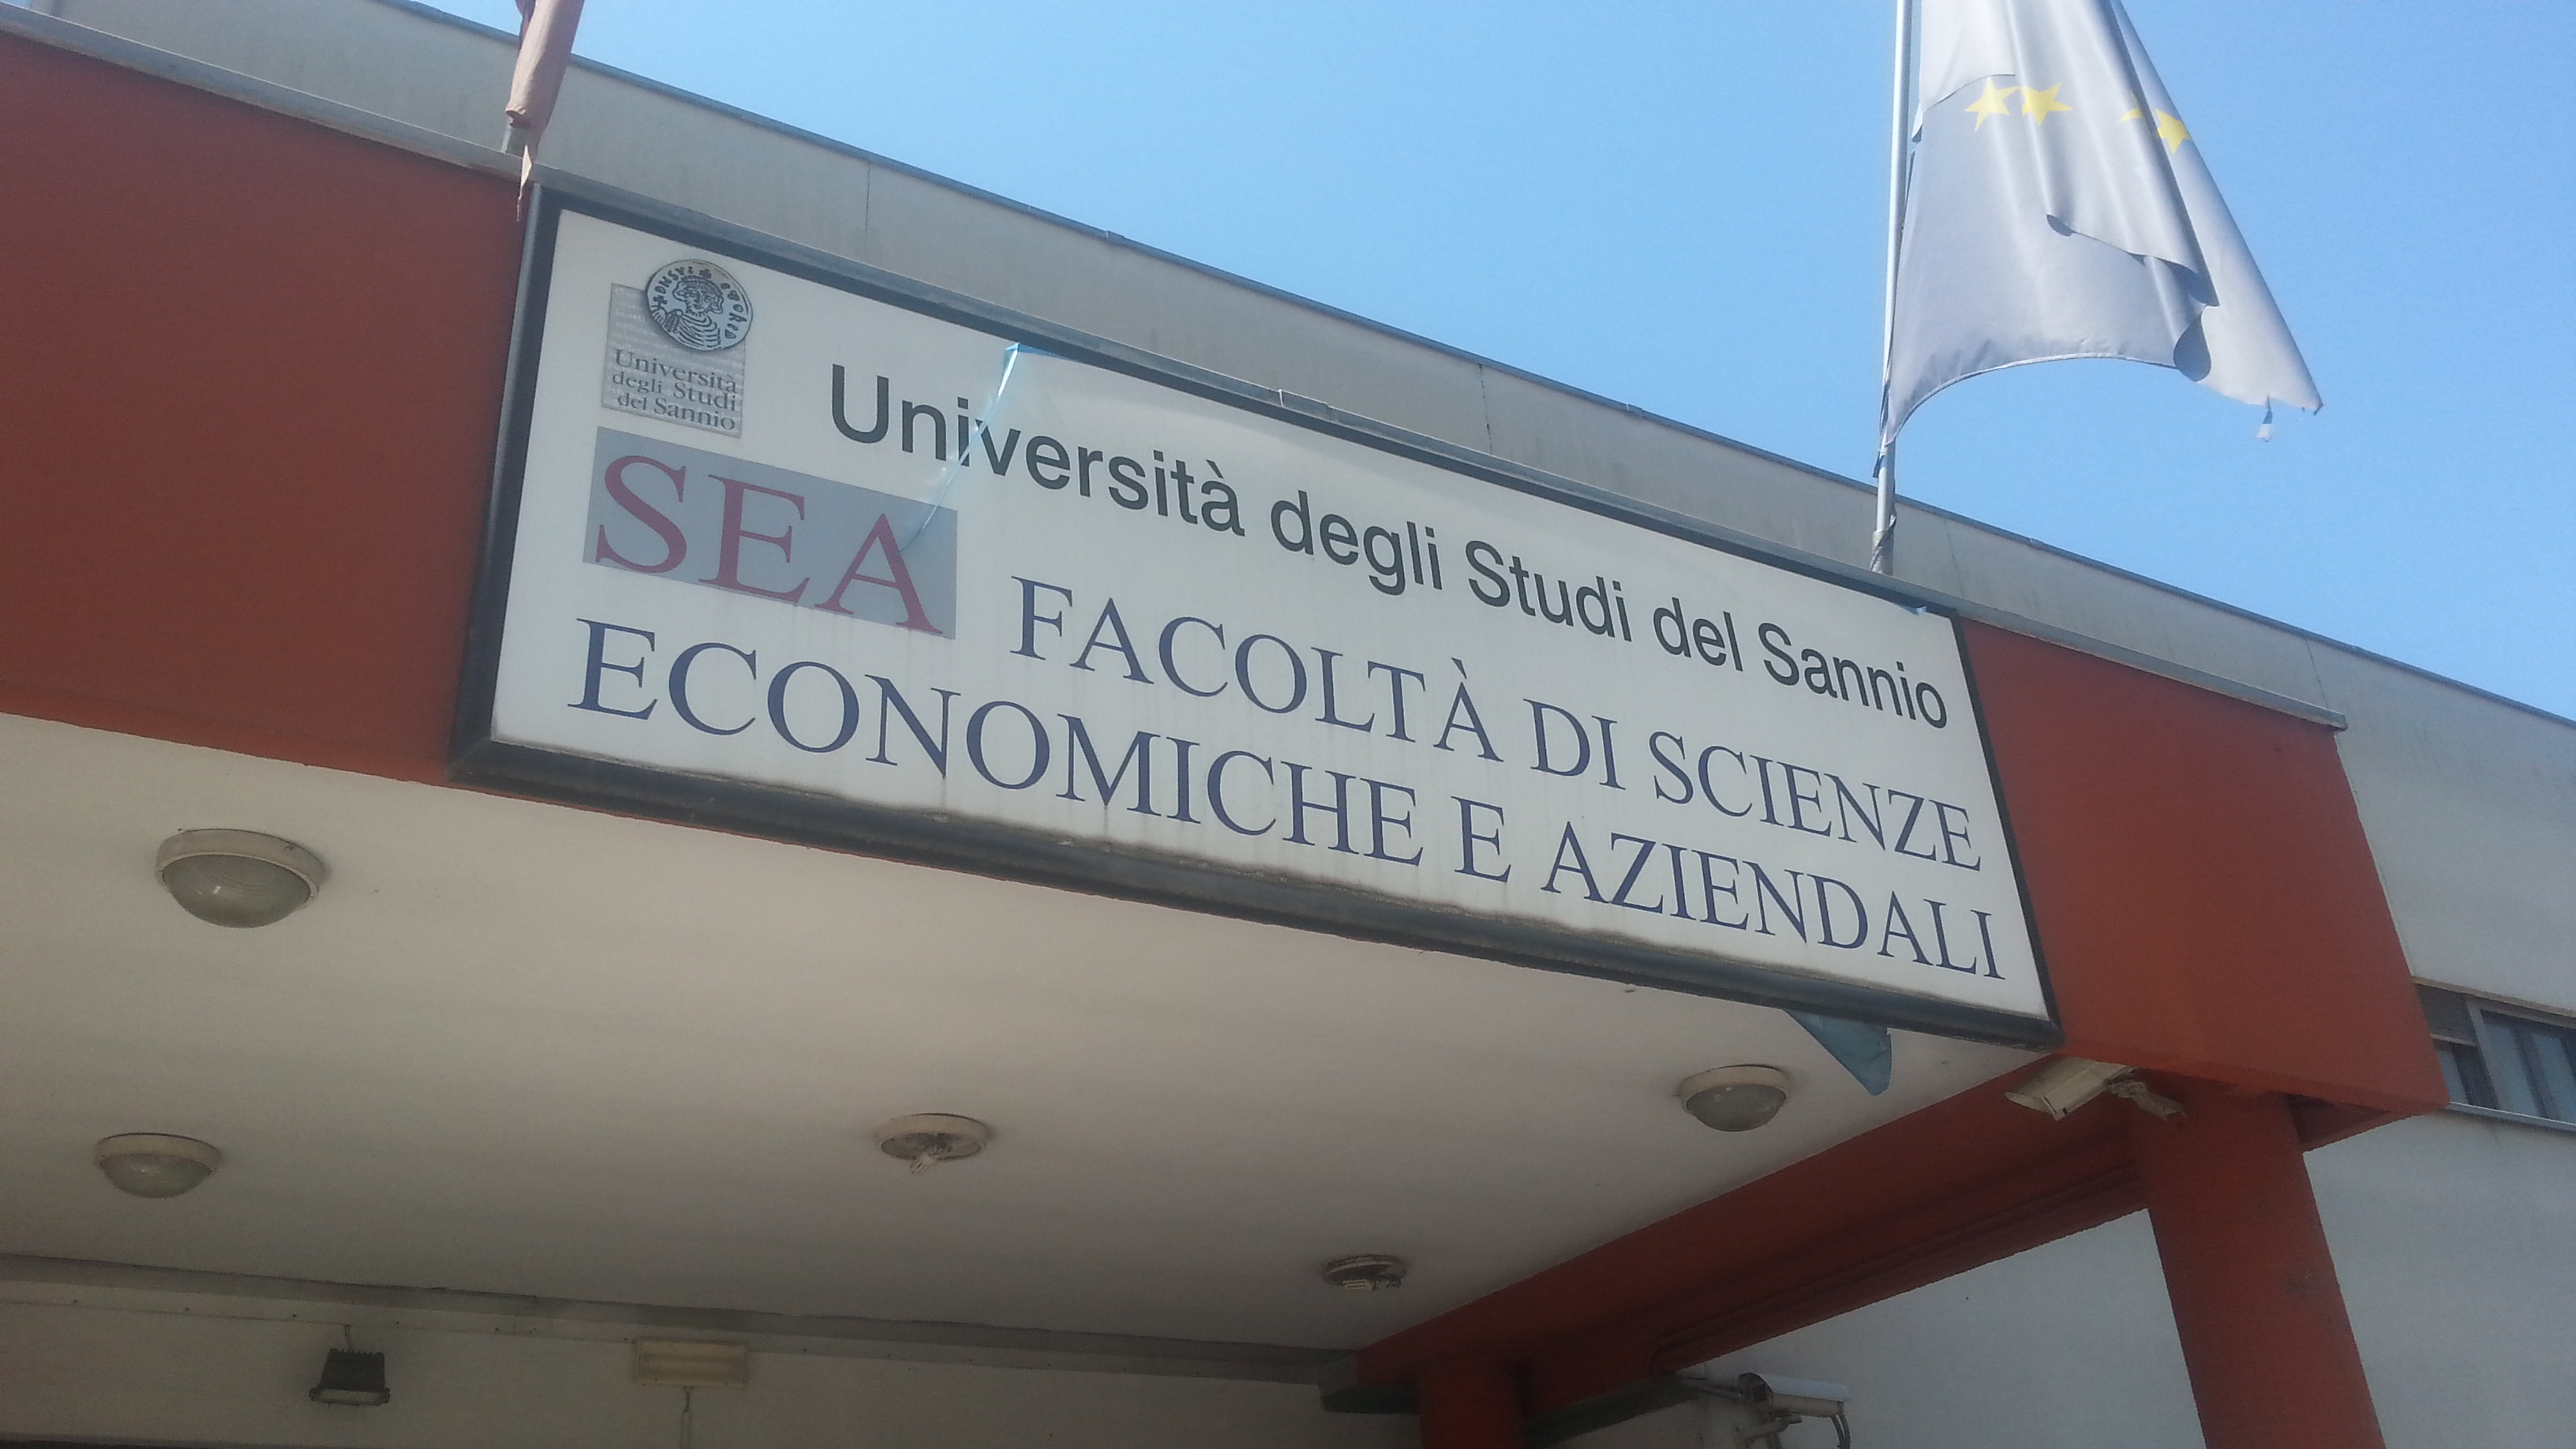 Università
degli Studi
del Sannio
Università degli Studi del Sannio
SEA FACOLTÀ DI SCIENZE
ECONOMICHE E AZIENDALI